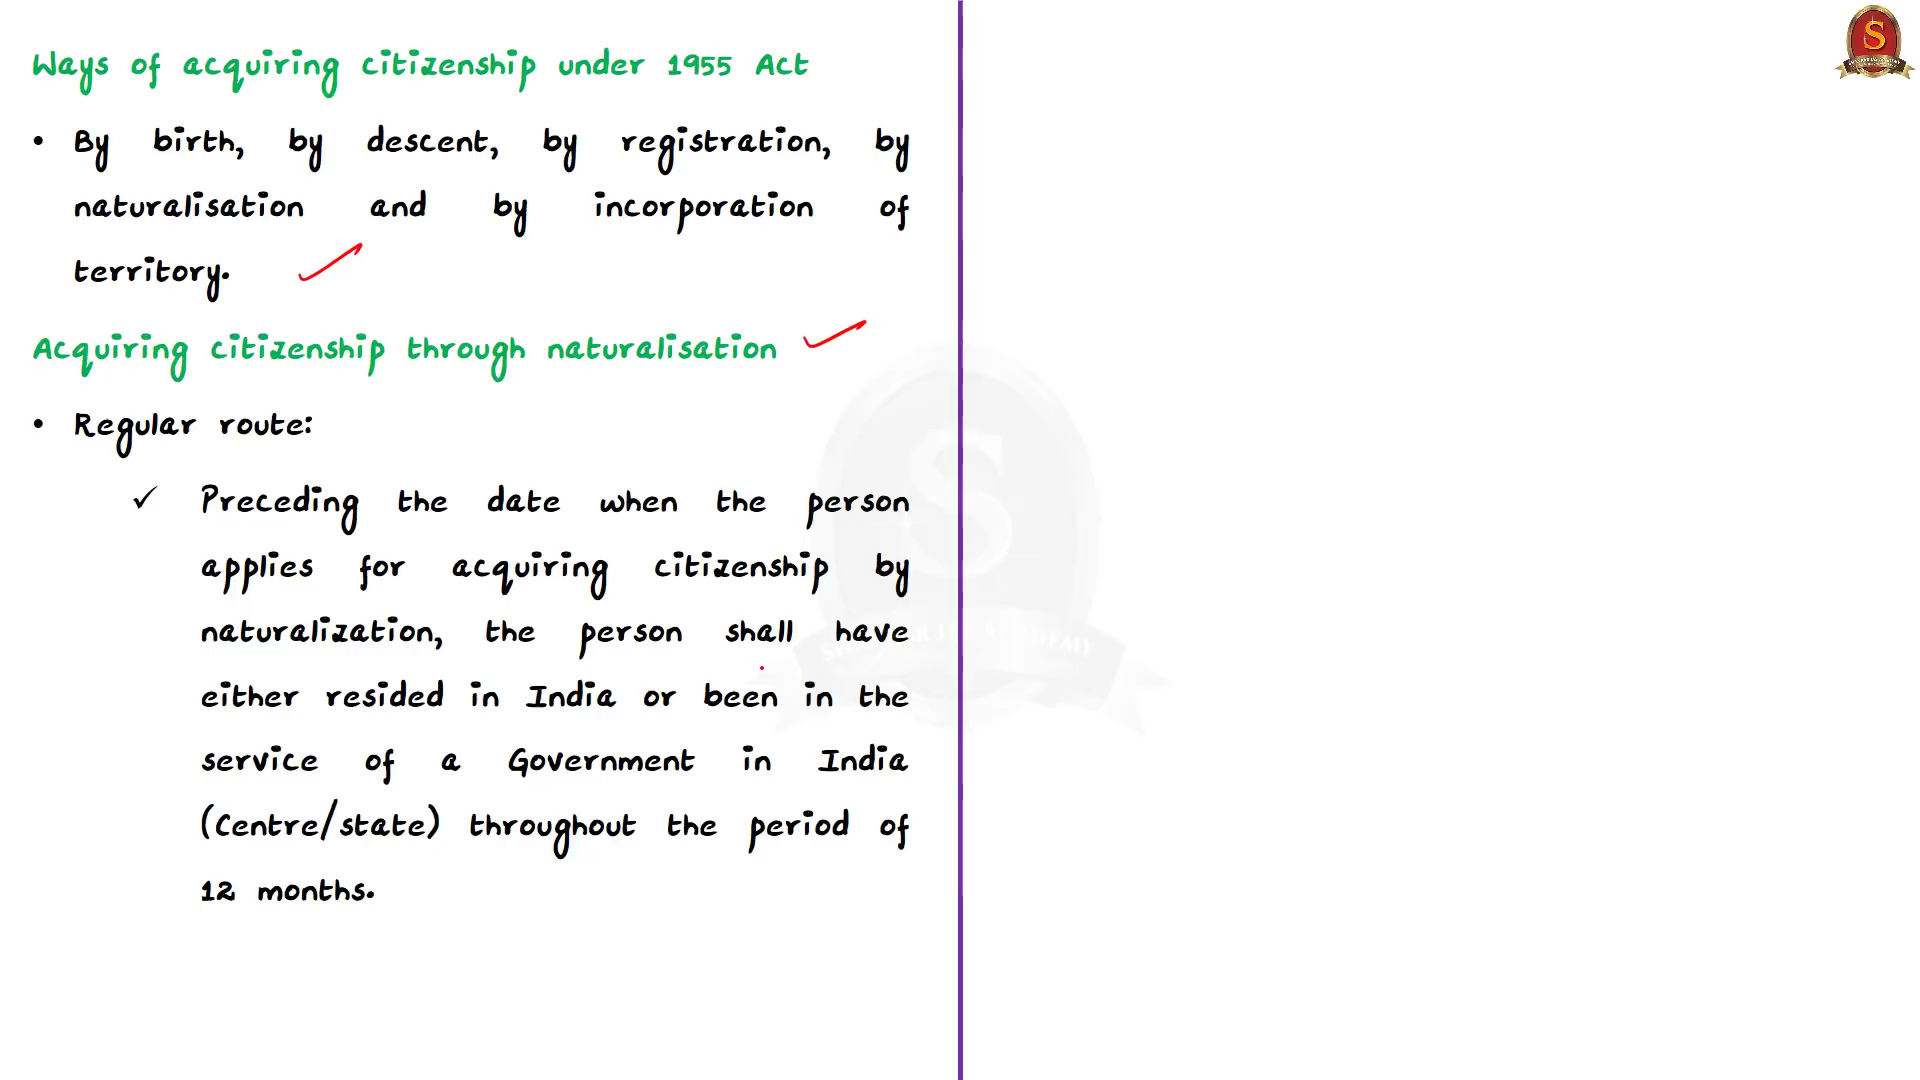 Ways of acquiring citizenship under 1955 Act
• By birth, by descent, by registration, by
naturalisation and by incorporation of
territory.
Acquiring citizenship through naturalisation
• Regular route:
✓ Preceding the date when the person
applies for acquiring citizenship by
naturalization, the person shall have
either resided in India or been in the
service of a Government in India
(Centre/state) throughout the period of
12 months.
S